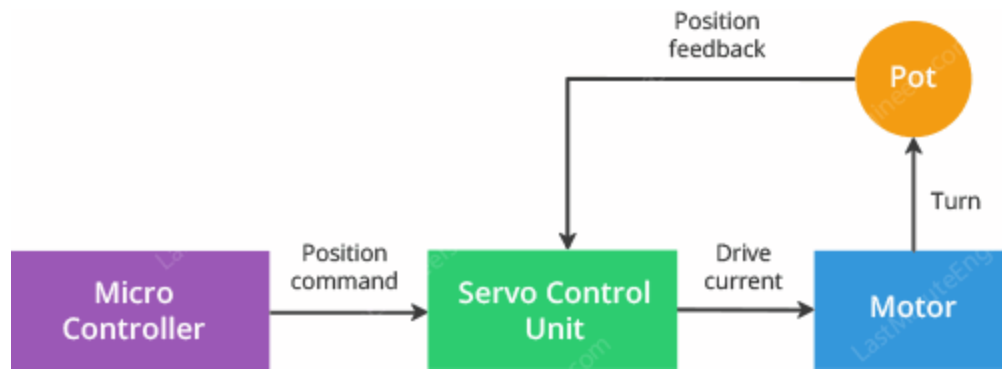 Position
feedback
Pot
Turn
Position
command
Drive
current
Micro
Controller
Servo Control
Unit
Motor